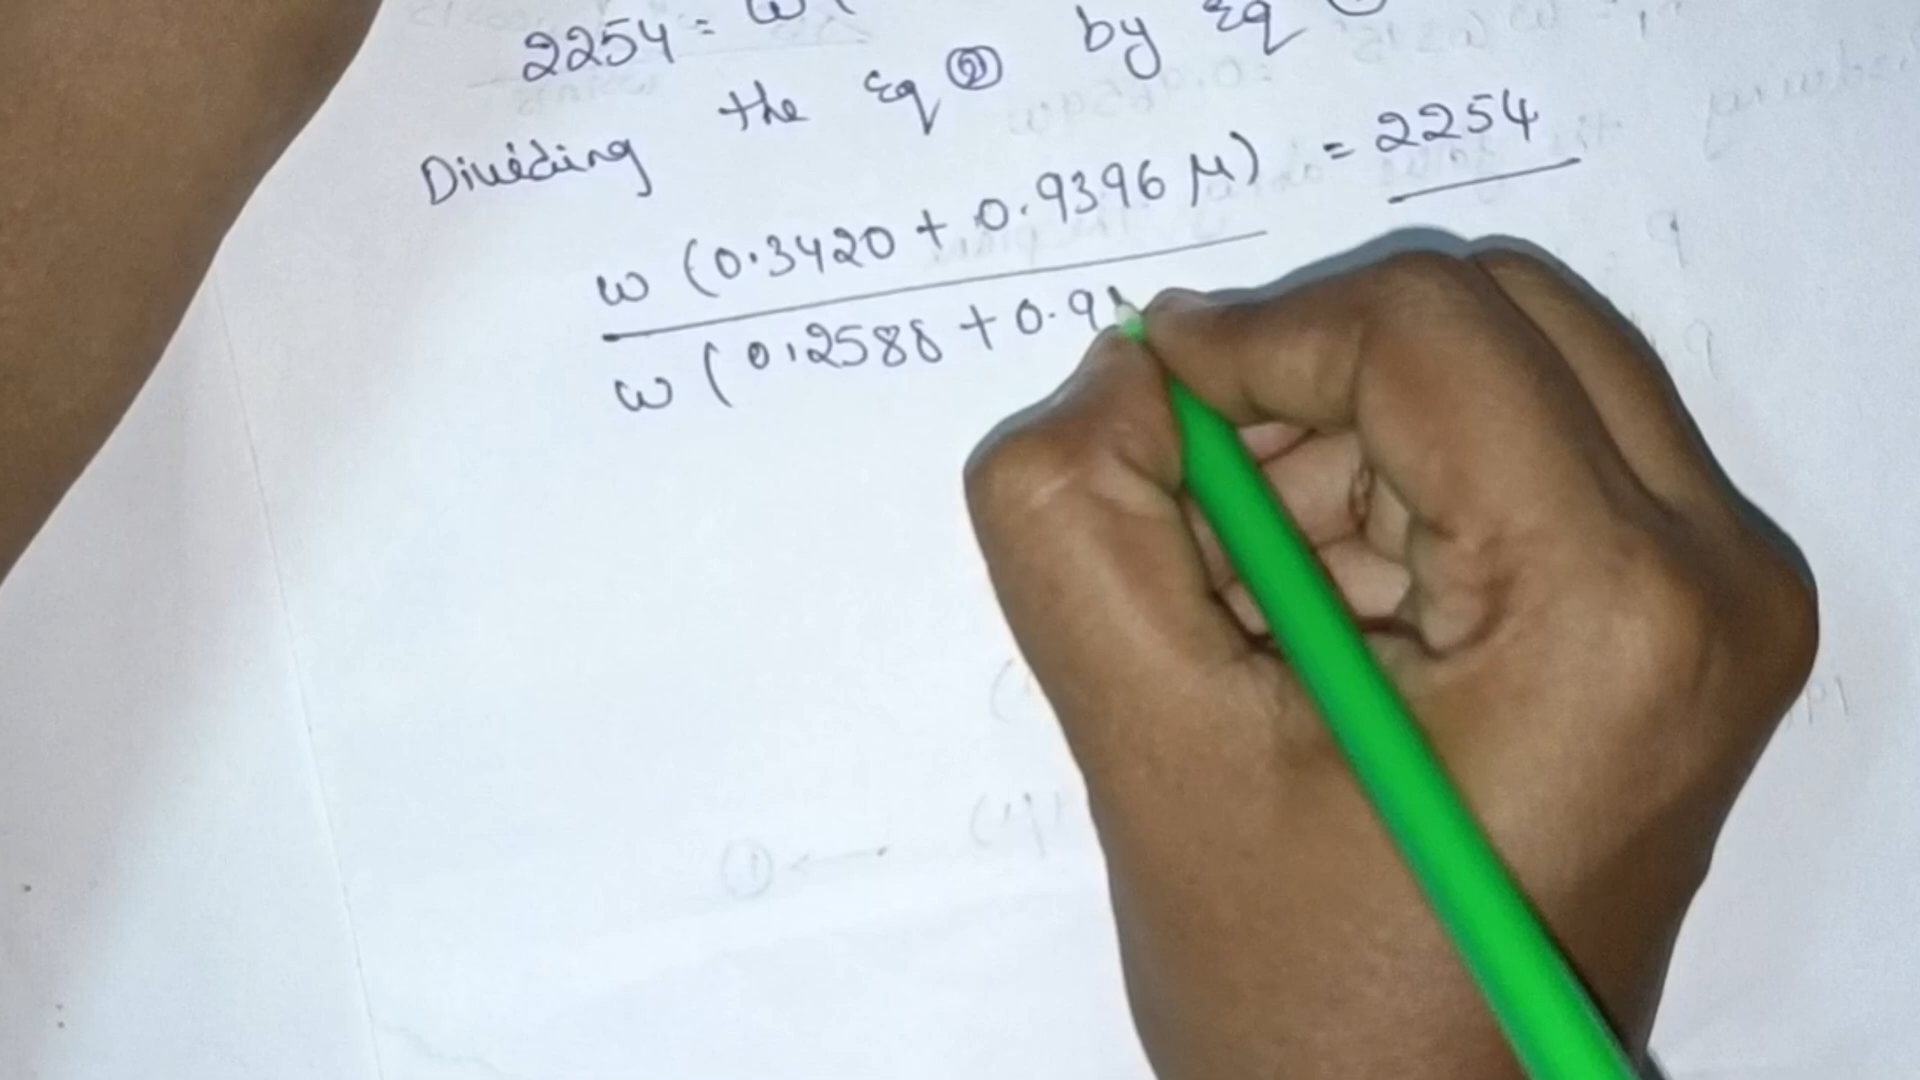 2254 = w (
Dividing the Eq ② by Eq
w (0.3420 + 0.9396 μ) = 2254
w (0.2588 + 0.9